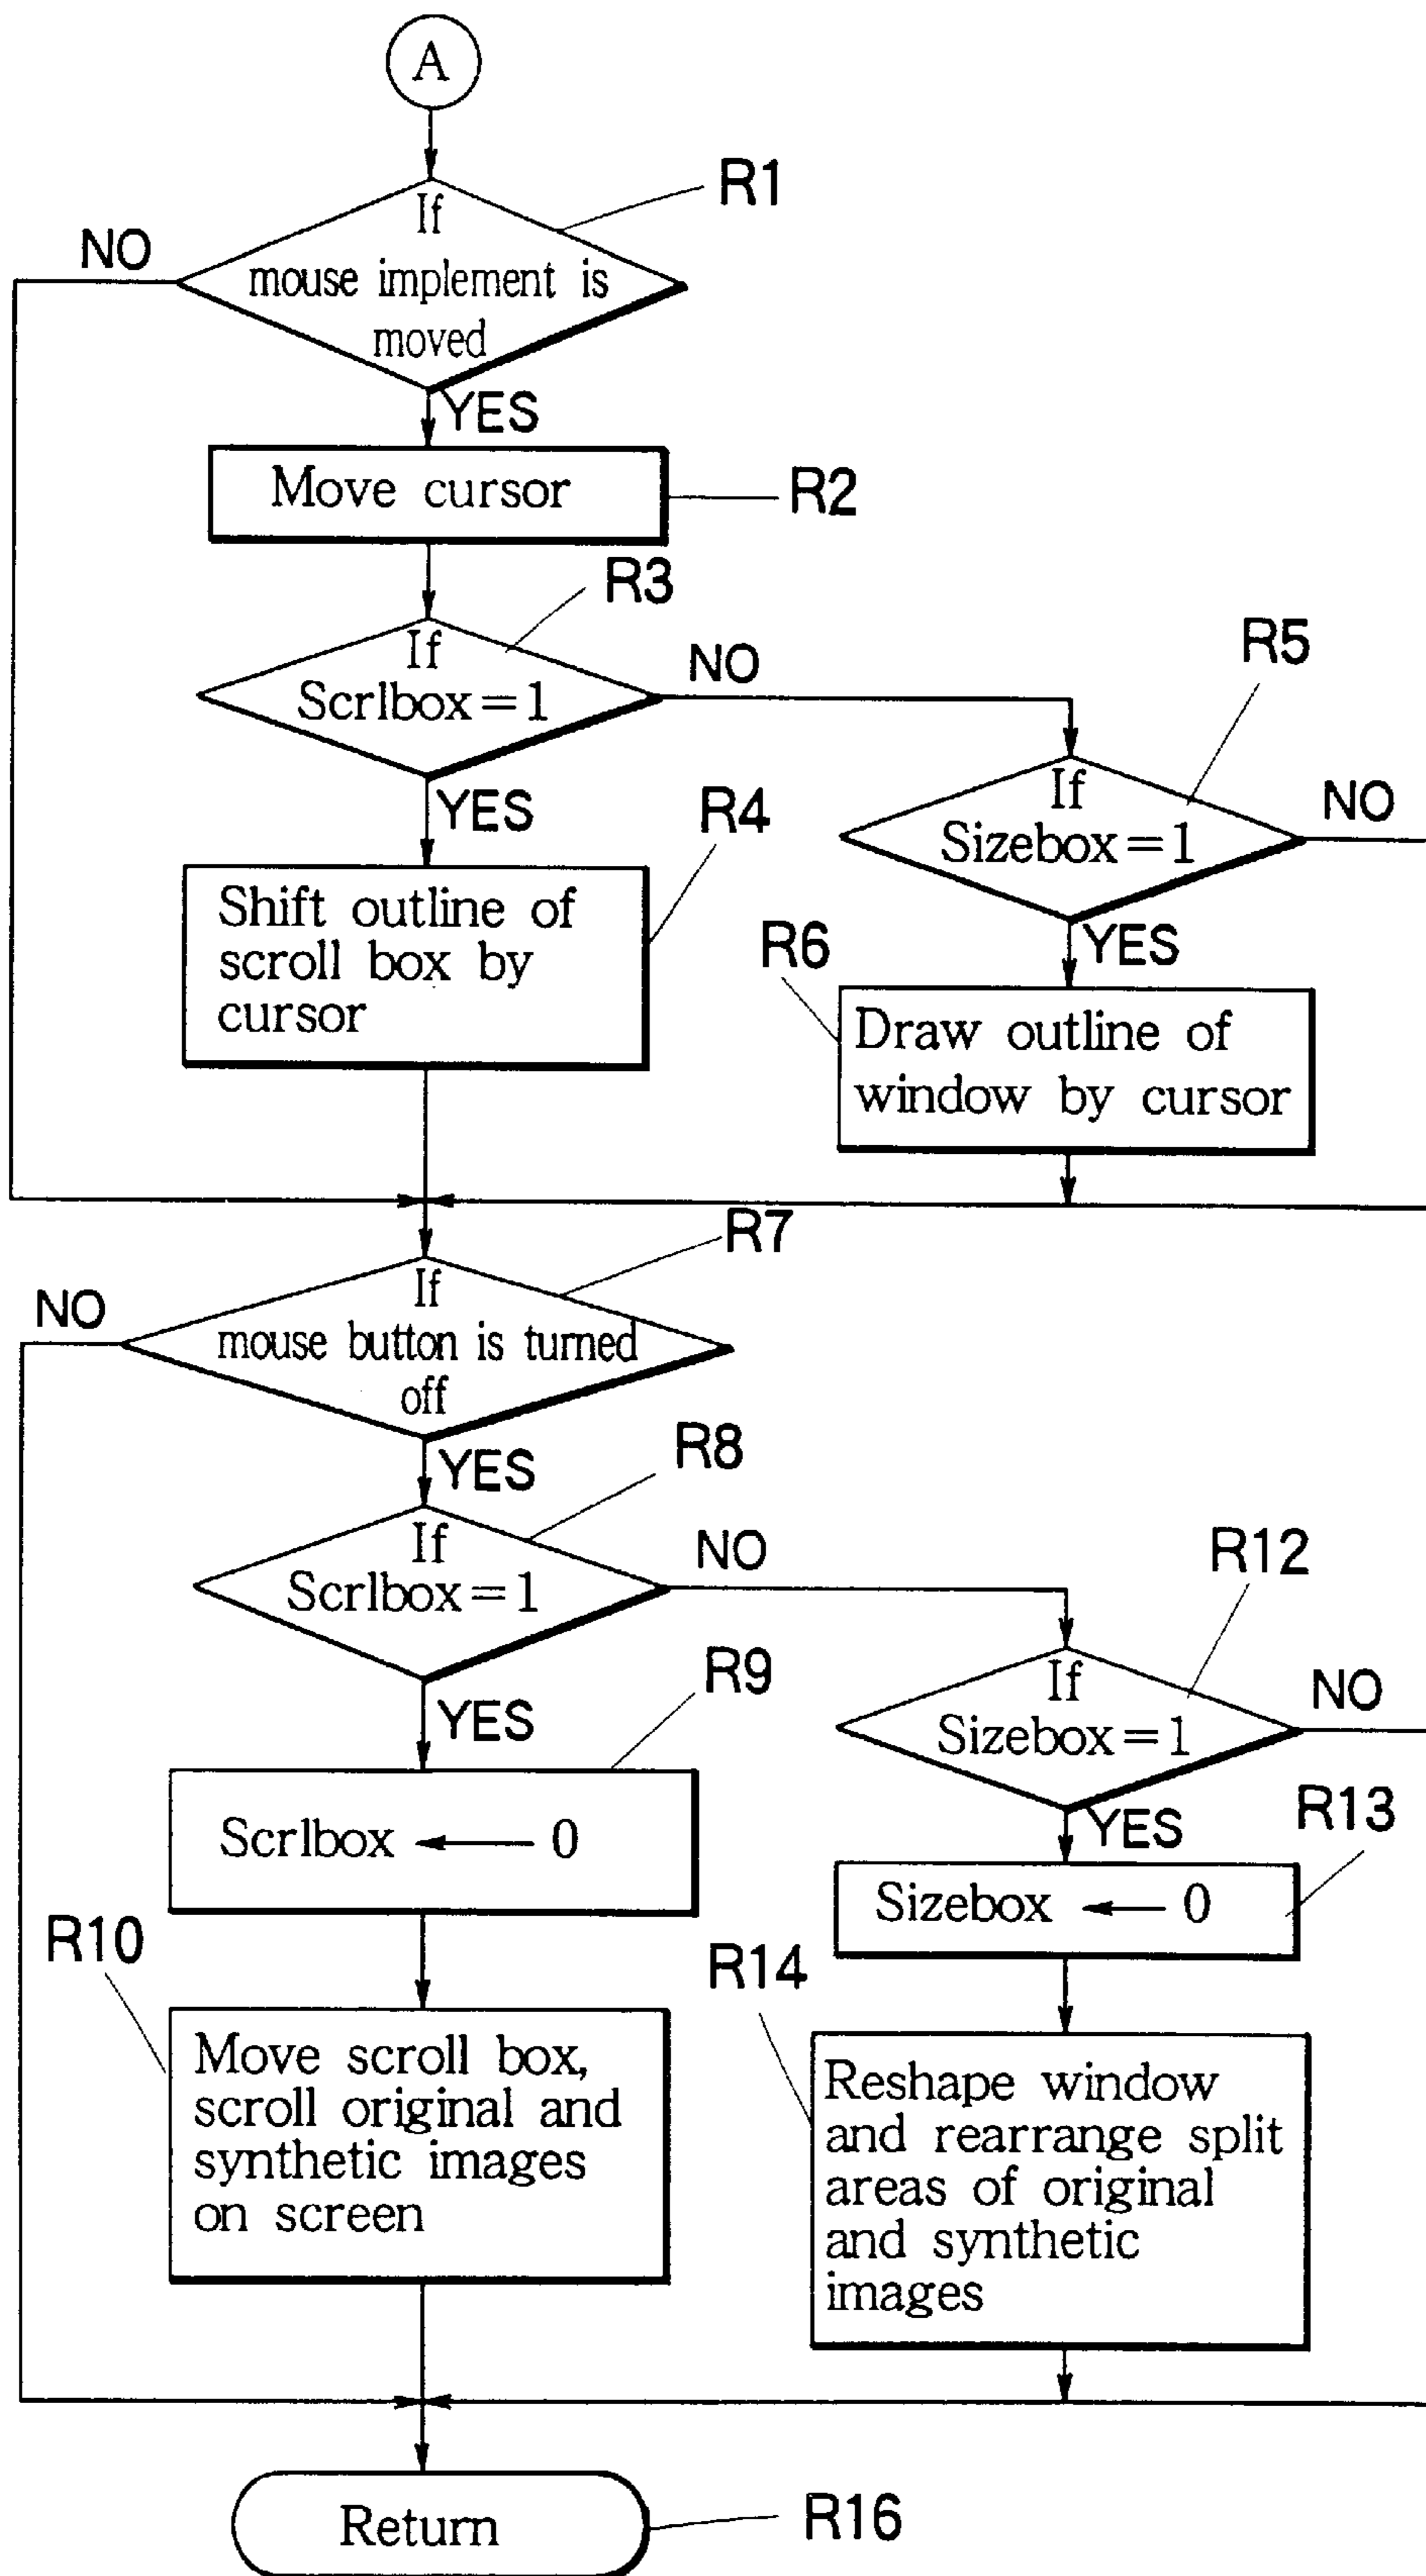 A
R1
If
NO
mouse implement is
moved
YES
Move cursor
R2
R3
If
NO
Scrlbox=1
R5
If
NO
Sizebox=1
YES
R4
Shift outline of
scroll box by
cursor
YES
R6
Draw outline of
window by cursor
R7
If
NO
mouse button is turned
off
YES
R8
If
NO
Scrlbox=1
R12
If
NO
Sizebox=1
YES
R9
Scrlbox ← 0
YES
R13
Sizebox ← 0
R10
Move scroll box,
scroll original and
synthetic images
on screen
R14
Reshape window
and rearrange split
areas of original
and synthetic
images
Return
R16